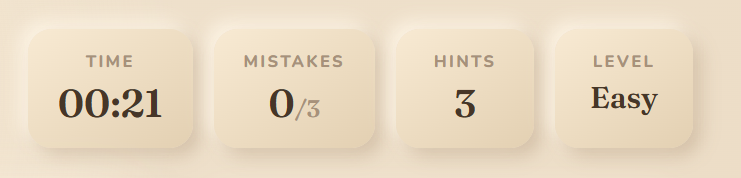 TIME
00:21
MISTAKES
0/3
HINTS
3
LEVEL
Easy